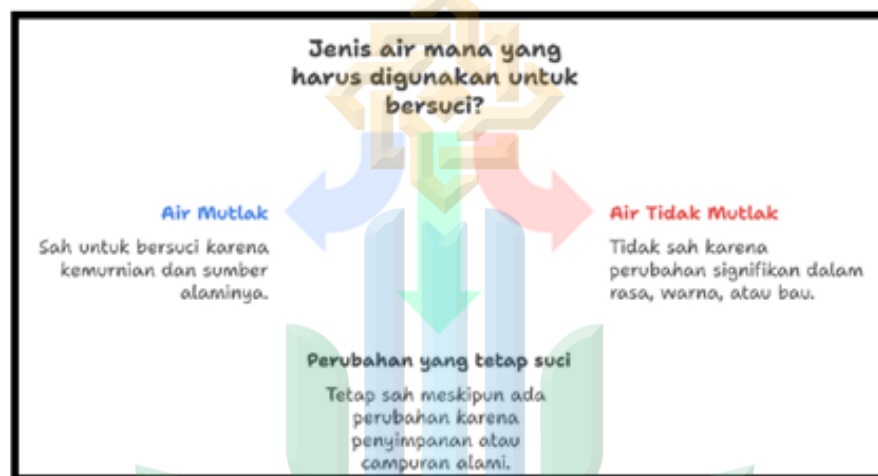 Jenis air mana yang
harus digunakan untuk
bersuci?
Air Mutlak
Sah untuk bersuci karena
kemurnian dan sumber
alaminya.
Air Tidak Mutlak
Tidak sah karena
perubahan signifikan dalam
rasa, warna, atau bau.
Perubahan yang tetap suci
Tetap sah meskipun ada
perubahan karena
penyimpanan atau
campuran alami.